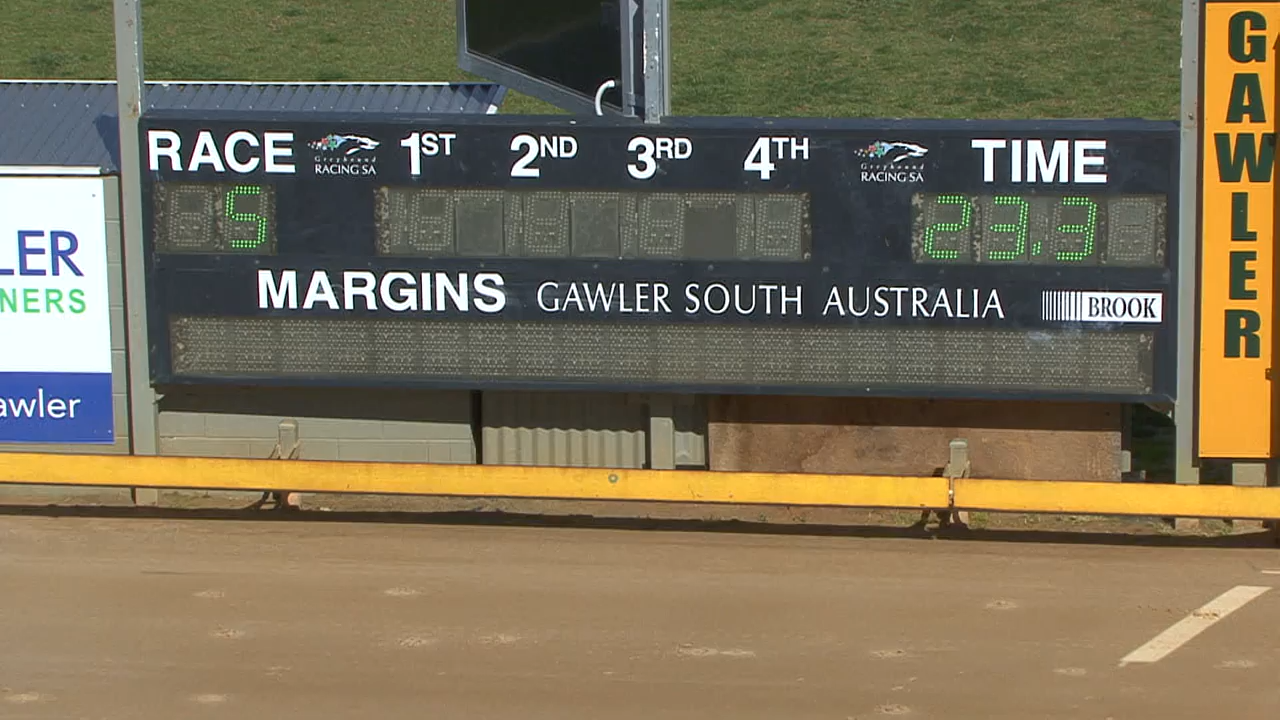 RACE
Greyhound
RACING SA
1ST 2ND 3RD 4TH
Greyhound
RACING SA
TIME
5
23.3
MARGINS GAWLER SOUTH AUSTRALIA BROOK
LER
NERS
awler
GAWLER